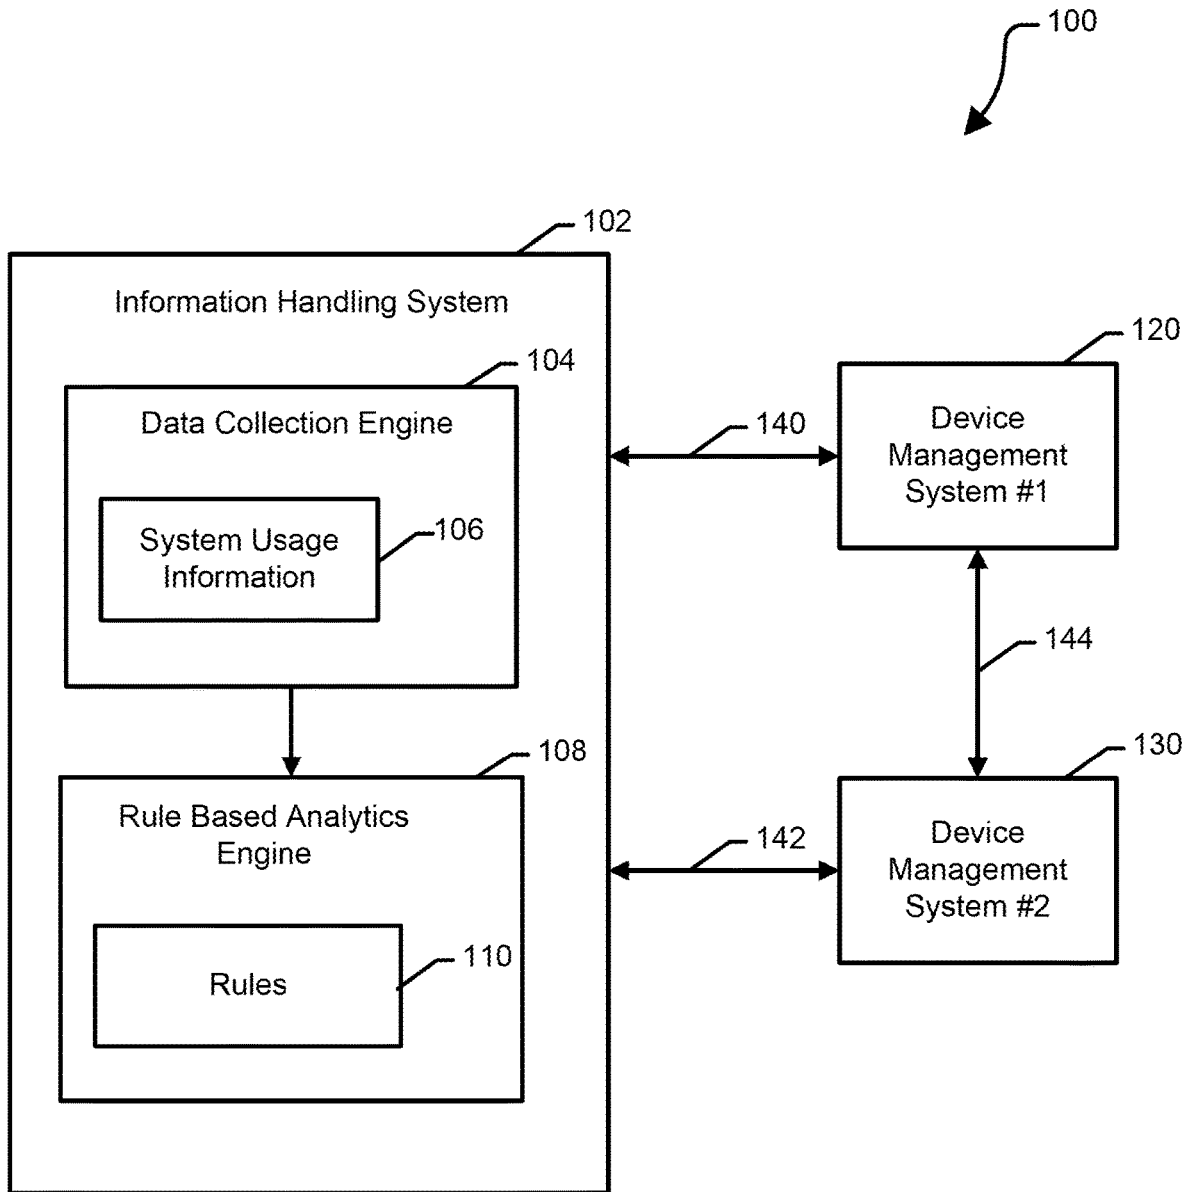 100
102
Information Handling System
104
Data Collection Engine
System Usage
Information
106
108
Rule Based Analytics
Engine
Rules
110
120
Device
Management
System #1
140
144
130
Device
Management
System #2
142